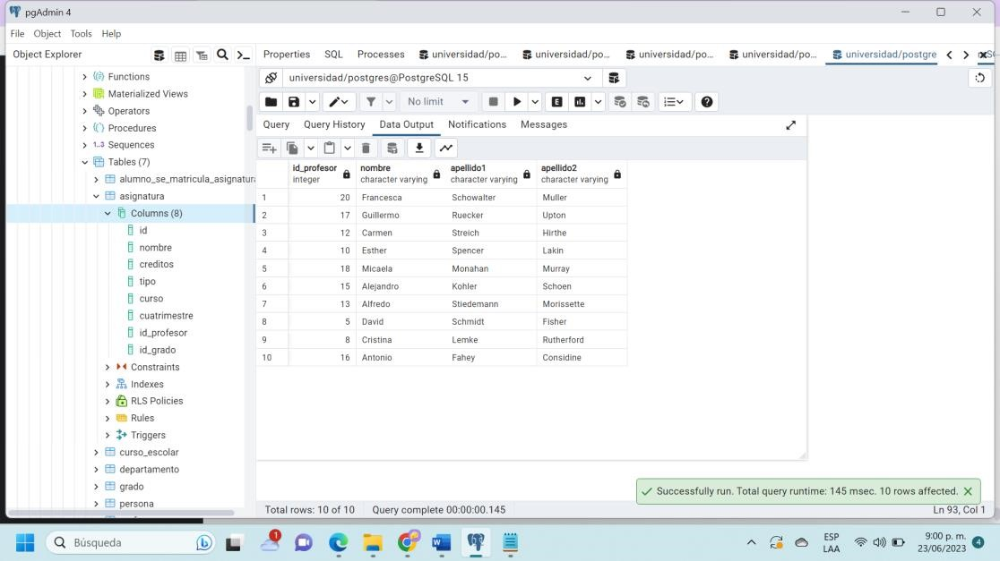 pgAdmin 4
File Object Tools Help
Object Explorer
Properties SQL Processes universidad/po... universidad/po... universidad/po... universidad/po... universidad/postgre
universidad/postgres@PostgreSQL 15
No limit
E
Query Query History Data Output Notifications Messages
Functions
Materialized Views
Operators
Procedures
1..3 Sequences
Tables (7)
alumno_se_matricula_asignatura
asignatura
Columns (8)
id
nombre
creditos
tipo
curso
cuatrimestre
id_profesor
id_grado
Constraints
Indexes
RLS Policies
Rules
Triggers
curso_escolar
departamento
grado
persona
id_profesor nombre apellido1 apellido2
integer character varying character varying character varying
1 20 Francesca Schowalter Muller
2 17 Guillermo Ruecker Upton
3 12 Carmen Streich Hirthe
4 10 Esther Spencer Lakin
5 18 Micaela Monahan Murray
6 15 Alejandro Kohler Schoen
7 13 Alfredo Stiedemann Morissette
8 5 David Schmidt Fisher
9 8 Cristina Lemke Rutherford
10 16 Antonio Fahey Considine
Successfully run. Total query runtime: 145 msec. 10 rows affected.
Total rows: 10 of 10 Query complete 00:00:00.145 Ln 93, Col 1
Búsqueda
1
ESP
LAA
9:00 p. m.
23/06/2023
4